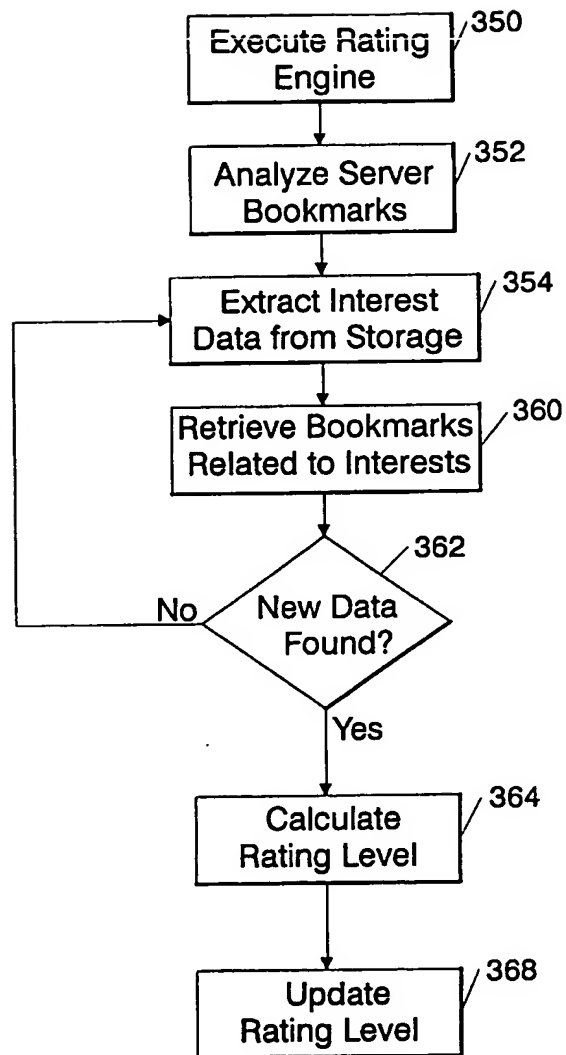 350
Execute Rating
Engine
352
Analyze Server
Bookmarks
354
Extract Interest
Data from Storage
360
Retrieve Bookmarks
Related to Interests
362
New Data
Found?
No
Yes
364
Calculate
Rating Level
368
Update
Rating Level